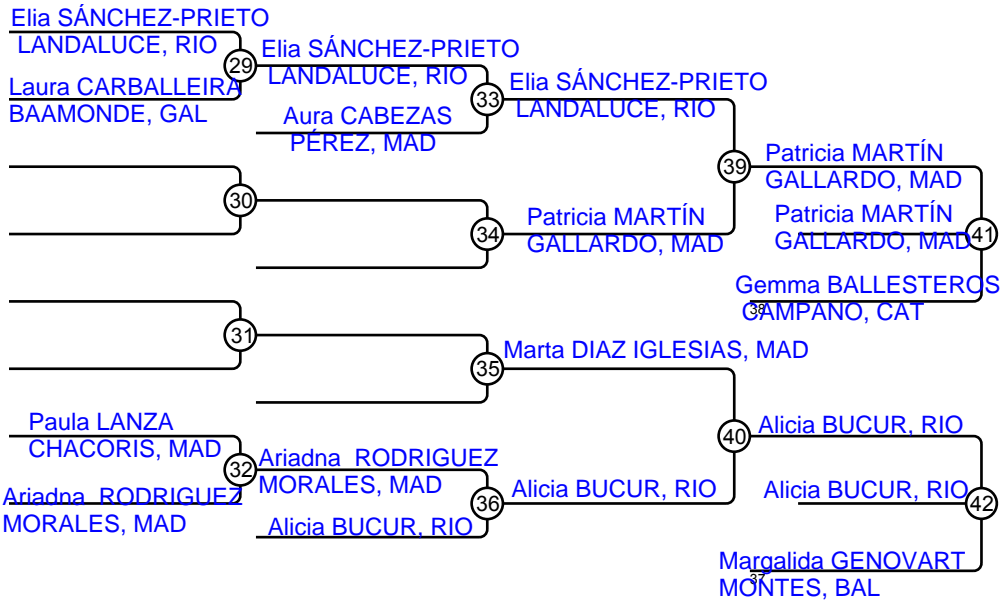 Elia SÁNCHEZ-PRIETO
LANDALUCE, RIO
29
Laura CARBALLEIRA
BAAMONDE, GAL
Elia SÁNCHEZ-PRIETO
LANDALUCE, RIO
33
Aura CABEZAS
PÉREZ, MAD
Elia SÁNCHEZ-PRIETO
LANDALUCE, RIO
39
30
34
Patricia MARTÍN
GALLARDO, MAD
Patricia MARTÍN
GALLARDO, MAD
Patricia MARTÍN
GALLARDO, MAD
41
Gemma BALLESTEROS
CAMPANO, CAT
38
31
35
Marta DIAZ IGLESIAS, MAD
Paula LANZA
CHACORIS, MAD
32
Ariadna RODRIGUEZ
MORALES, MAD
Ariadna RODRIGUEZ
MORALES, MAD
36
Alicia BUCUR, RIO
Alicia BUCUR, RIO
40
Alicia BUCUR, RIO
Alicia BUCUR, RIO
42
Margalida GENOVART
MONTES, BAL
37